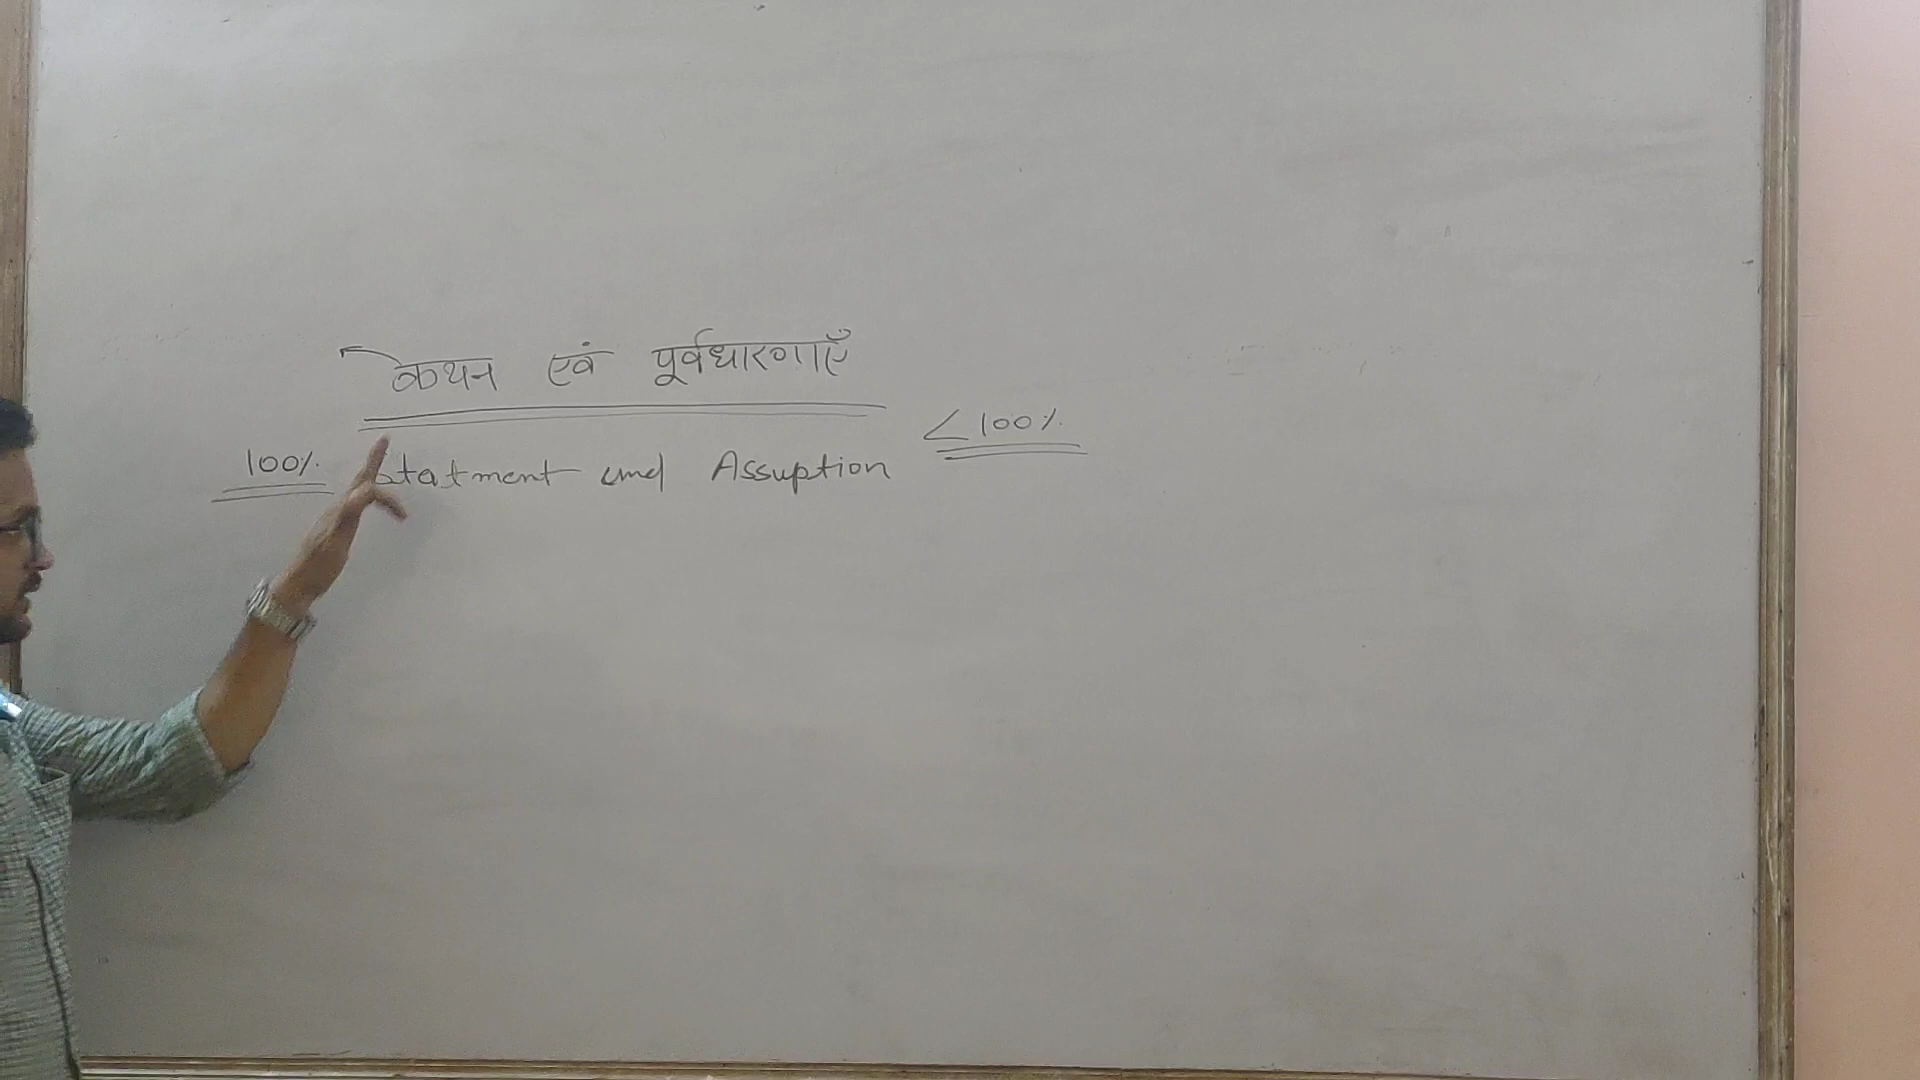 कथन एवं पूर्वधारणाएँ
< 100%
100% Statment and Assuption